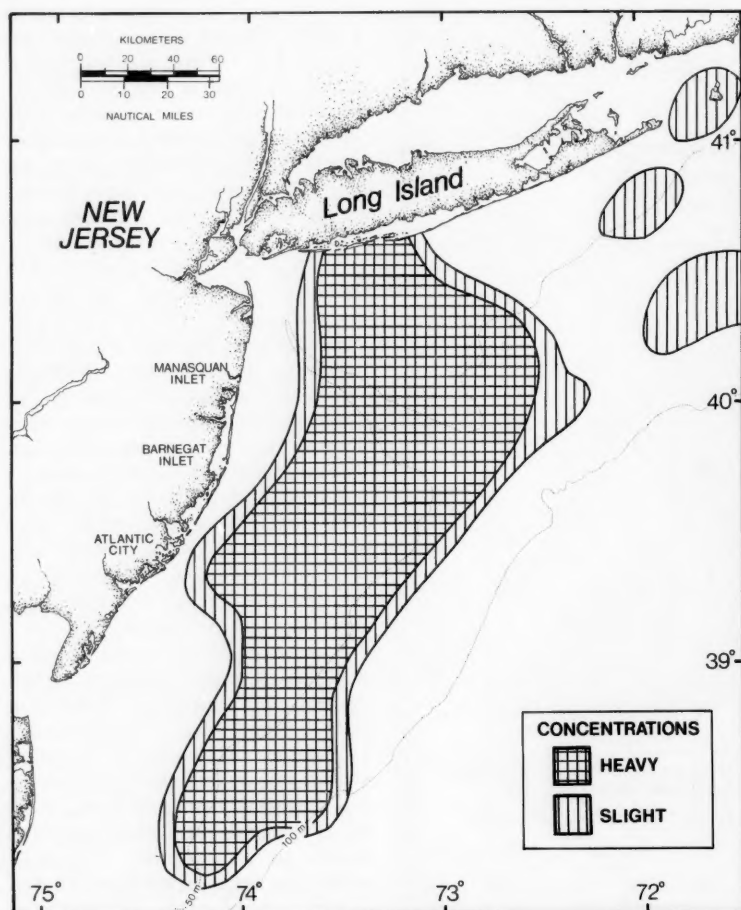 KILOMETERS
0 20 40 60
0 10 20 30
NAUTICAL MILES
41°
Long Island
NEW
JERSEY
MANASQUAN
INLET
40°
BARNEGAT
INLET
ATLANTIC
CITY
39°
CONCENTRATIONS
HEAVY
SLIGHT
100 m
50 m
75° 74° 73° 72°